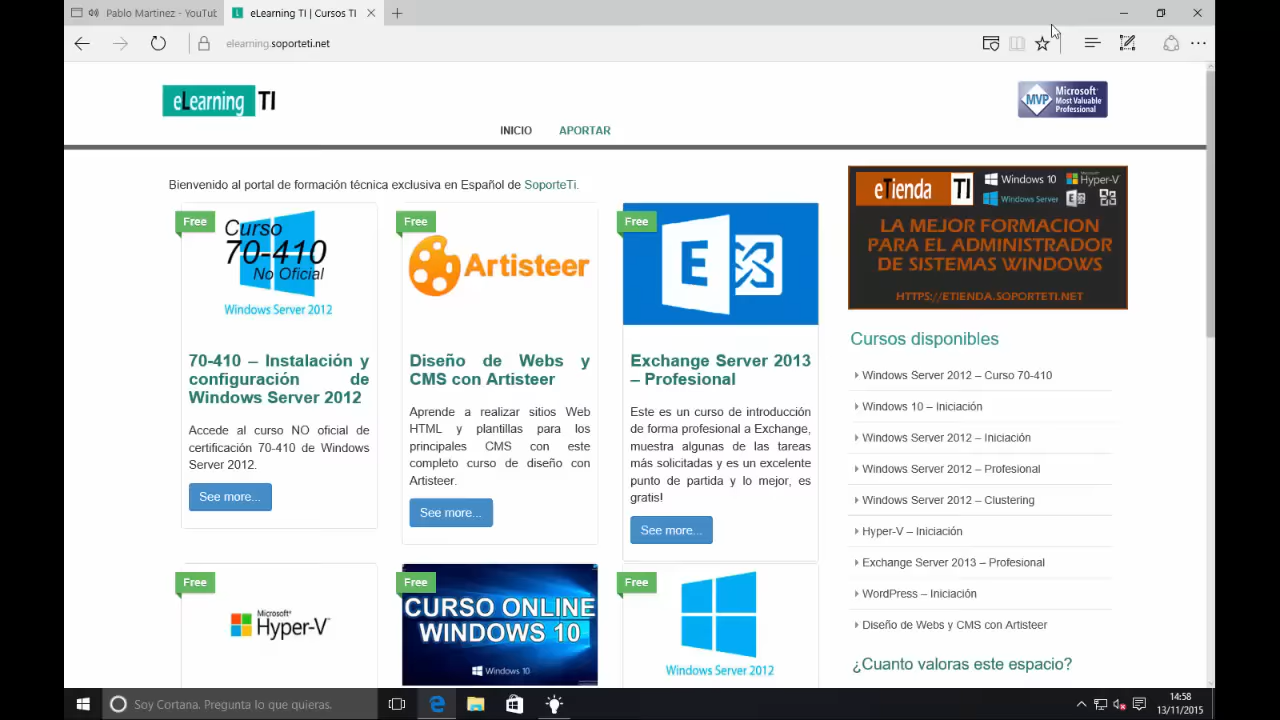 Pablo Martinez - YouTub
eLearning TI | Cursos TI
elearning.soporteti.net
eLearning TI
MVP Microsoft Most Valuable Professional
INICIO APORTAR
Bienvenido al portal de formación técnica exclusiva en Español de SoporteTi.
Free
Curso
70-410
No Oficial
Windows Server 2012
70-410 – Instalación y
configuración de
Windows Server 2012
Accede al curso NO oficial de
certificación 70-410 de Windows
Server 2012.
See more...
Free
Artisteer
Diseño de Webs y
CMS con Artisteer
Aprende a realizar sitios Web
HTML y plantillas para los
principales CMS con este
completo curso de diseño con
Artisteer.
See more...
Free
E
Exchange Server 2013
– Profesional
Este es un curso de introducción
de forma profesional a Exchange,
muestra algunas de las tareas
más solicitadas y es un excelente
punto de partida y lo mejor, es
gratis!
See more...
Free
Microsoft
Hyper-V
Free
CURSO ONLINE
WINDOWS 10
Windows 10
Free
Windows Server 2012
eTienda TI
Windows 10
Microsoft
Hyper-V
Windows Server
LA MEJOR FORMACION
PARA EL ADMINISTRADOR
DE SISTEMAS WINDOWS
HTTPS://ETIENDA.SOPORTETI.NET
Cursos disponibles
Windows Server 2012 – Curso 70-410
Windows 10 – Iniciación
Windows Server 2012 – Iniciación
Windows Server 2012 – Profesional
Windows Server 2012 – Clustering
Hyper-V – Iniciación
Exchange Server 2013 – Profesional
WordPress – Iniciación
Diseño de Webs y CMS con Artisteer
¿Cuanto valoras este espacio?
Soy Cortana. Pregunta lo que quieras.
14:58
13/11/2015